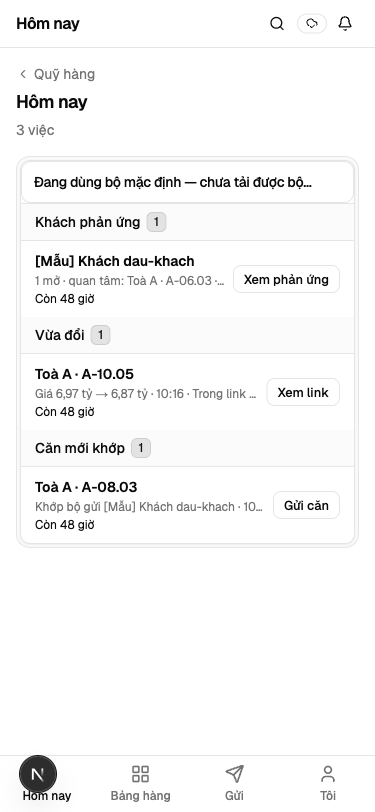 Hôm nay
Quỹ hàng
Hôm nay
3 việc
Đang dùng bộ mặc định — chưa tải được bộ...
Khách phản ứng 1
[Mẫu] Khách dau-khach
1 mở · quan tâm: Toà A · A-06.03 ·...
Xem phản ứng
Còn 48 giờ
Vừa đổi 1
Toà A · A-10.05
Giá 6,97 tỷ → 6,87 tỷ · 10:16 · Trong link ...
Xem link
Còn 48 giờ
Căn mới khớp 1
Toà A · A-08.03
Khớp bộ gửi [Mẫu] Khách dau-khach · 10...
Gửi căn
Còn 48 giờ
N
Hôm nay
Bảng hàng
Gửi
Tôi